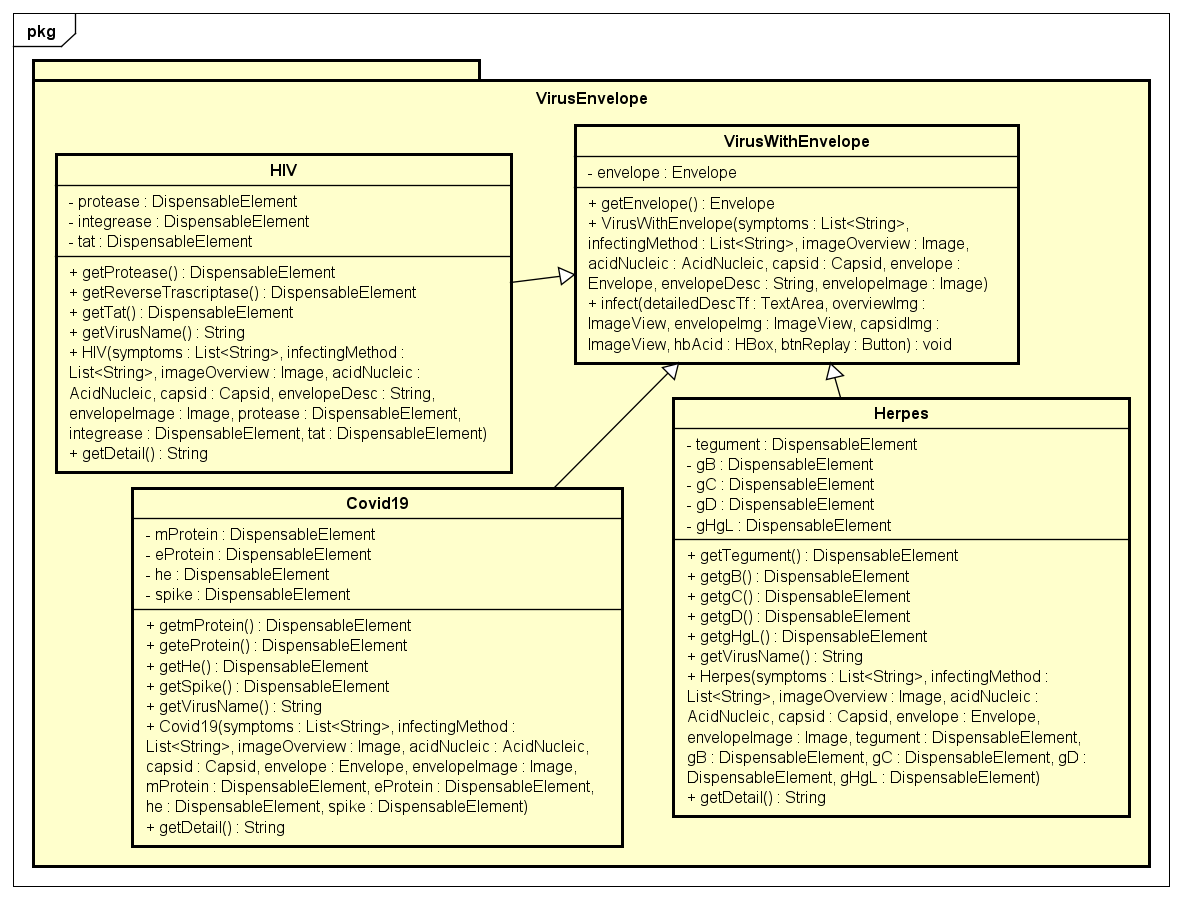 pkg
VirusEnvelope
VirusWithEnvelope
- envelope : Envelope
+ getEnvelope() : Envelope
+ VirusWithEnvelope(symptoms : List<String>,
infectingMethod : List<String>, imageOverview : Image,
acidNucleic : AcidNucleic, capsid : Capsid, envelope :
Envelope, envelopeDesc : String, envelopeImage : Image)
+ infect(detailedDescTf : TextArea, overviewImg :
ImageView, envelopeImg : ImageView, capsidImg :
ImageView, hbAcid : HBox, btnReplay : Button) : void
HIV
- protease : DispensableElement
- integrease : DispensableElement
- tat : DispensableElement
+ getProtease() : DispensableElement
+ getReverseTrascriptase() : DispensableElement
+ getTat() : DispensableElement
+ getVirusName() : String
+ HIV(symptoms : List<String>, infectingMethod :
List<String>, imageOverview : Image, acidNucleic :
AcidNucleic, capsid : Capsid, envelopeDesc : String,
envelopeImage : Image, protease : DispensableElement,
integrease : DispensableElement, tat : DispensableElement)
+ getDetail() : String
Covid19
- mProtein : DispensableElement
- eProtein : DispensableElement
- he : DispensableElement
- spike : DispensableElement
+ getmProtein() : DispensableElement
+ geteProtein() : DispensableElement
+ getHe() : DispensableElement
+ getSpike() : DispensableElement
+ getVirusName() : String
+ Covid19(symptoms : List<String>, infectingMethod :
List<String>, imageOverview : Image, acidNucleic : AcidNucleic,
capsid : Capsid, envelope : Envelope, envelopeImage : Image,
mProtein : DispensableElement, eProtein : DispensableElement,
he : DispensableElement, spike : DispensableElement)
+ getDetail() : String
Herpes
- tegument : DispensableElement
- gB : DispensableElement
- gC : DispensableElement
- gD : DispensableElement
- gHgL : DispensableElement
+ getTegument() : DispensableElement
+ getgB() : DispensableElement
+ getgC() : DispensableElement
+ getgD() : DispensableElement
+ getgHgL() : DispensableElement
+ getVirusName() : String
+ Herpes(symptoms : List<String>, infectingMethod :
List<String>, imageOverview : Image, acidNucleic :
AcidNucleic, capsid : Capsid, envelope : Envelope,
envelopeImage : Image, tegument : DispensableElement,
gB : DispensableElement, gC : DispensableElement, gD :
DispensableElement, gHgL : DispensableElement)
+ getDetail() : String